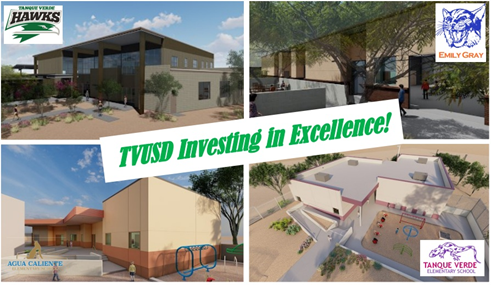 TANQUE VERDE
HAWKS
EMILY GRAY
TVUSD Investing in Excellence!
AGUA CALIENTE
TANQUE VERDE
ELEMENTARY SCHOOL